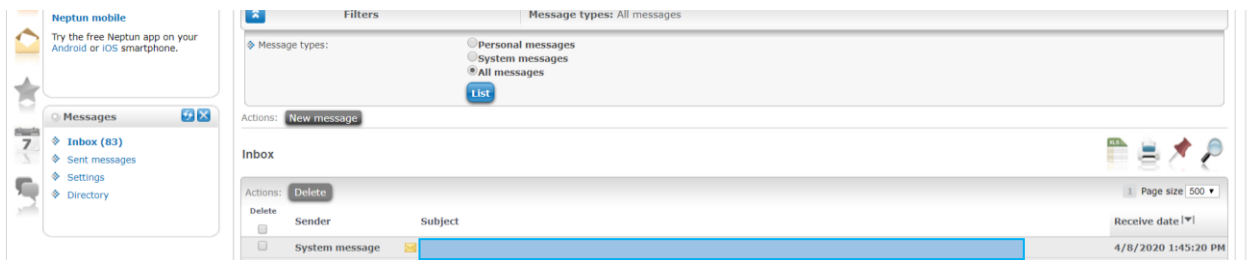 Neptun mobile
Try the free Neptun app on your
Android or iOS smartphone.
Messages
Inbox (83)
Sent messages
Settings
Directory
7
Filters
Message types: All messages
Message types:
Personal messages
System messages
All messages
List
Actions: New message
Inbox
XLS
Actions: Delete
1 Page size 500
Delete
Sender Subject Receive date
System message 4/8/2020 1:45:20 PM